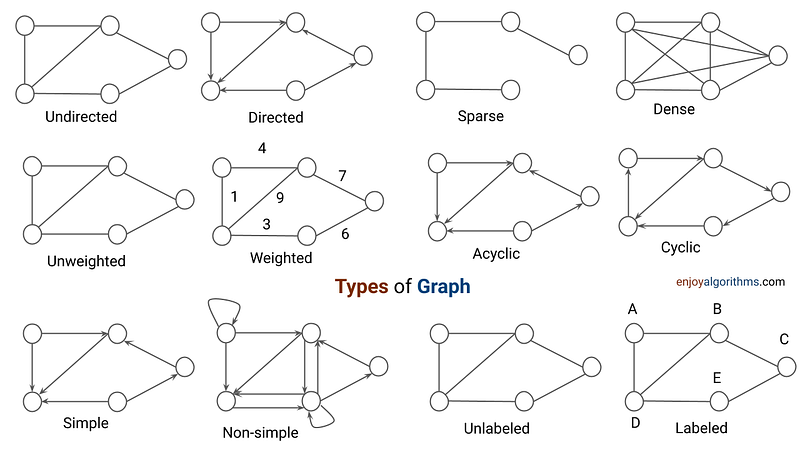 Undirected
Directed
Sparse
Dense
4
7
1
9
3
6
Unweighted
Weighted
Acyclic
Cyclic
Types of Graph
enjoyalgorithms.com
A
B
C
E
D
Simple
Non-simple
Unlabeled
Labeled